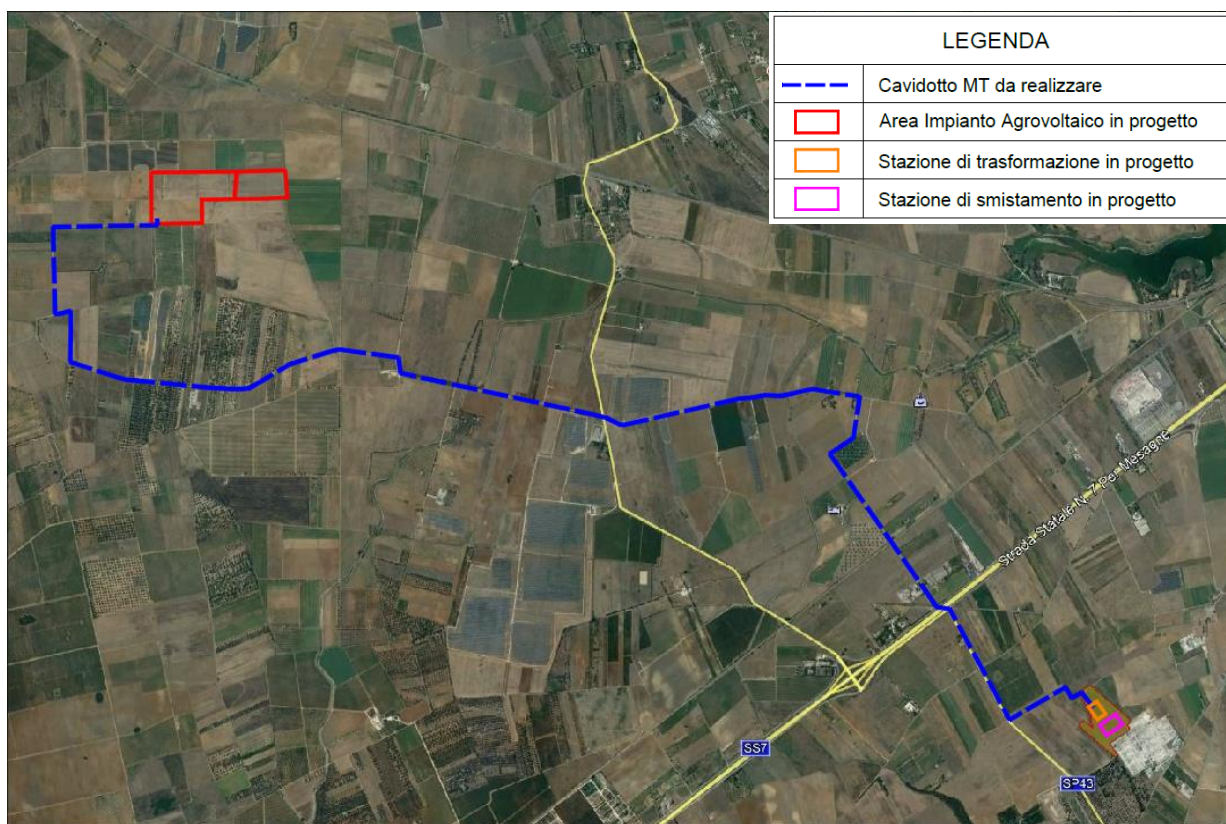 LEGENDA
Cavidotto MT da realizzare
Area Impianto Agrovoltaico in progetto
Stazione di trasformazione in progetto
Stazione di smistamento in progetto
Strada Statale N. 7 Per Mesagne
SS7
SP43